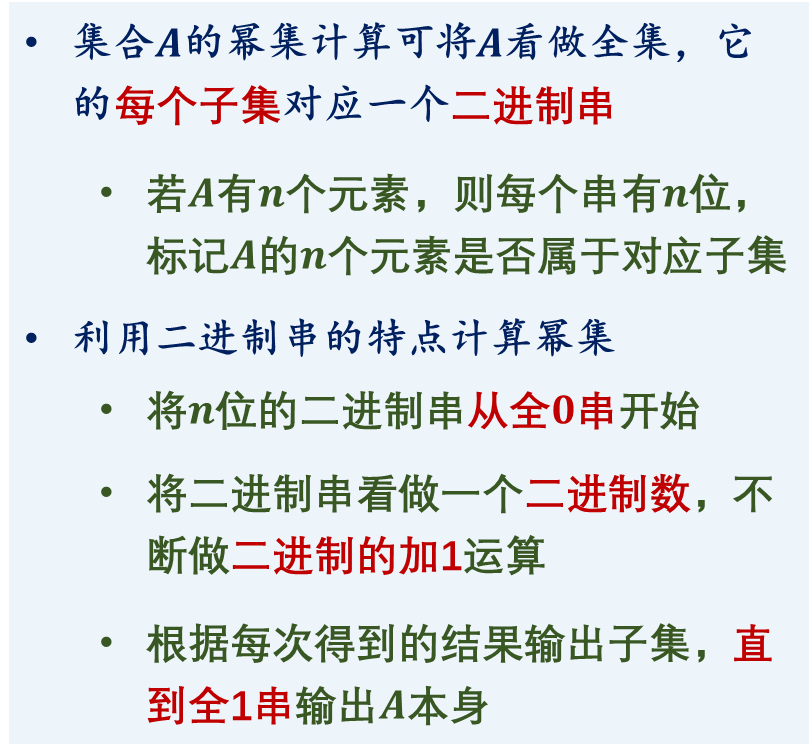 • 集合A的幂集计算可将A看做全集，它
的每个子集对应一个二进制串
• 若A有n个元素，则每个串有n位，
标记A的n个元素是否属于对应子集
• 利用二进制串的特点计算幂集
• 将n位的二进制串从全0串开始
• 将二进制串看做一个二进制数，不
断做二进制的加1运算
• 根据每次得到的结果输出子集，直
到全1串输出A本身